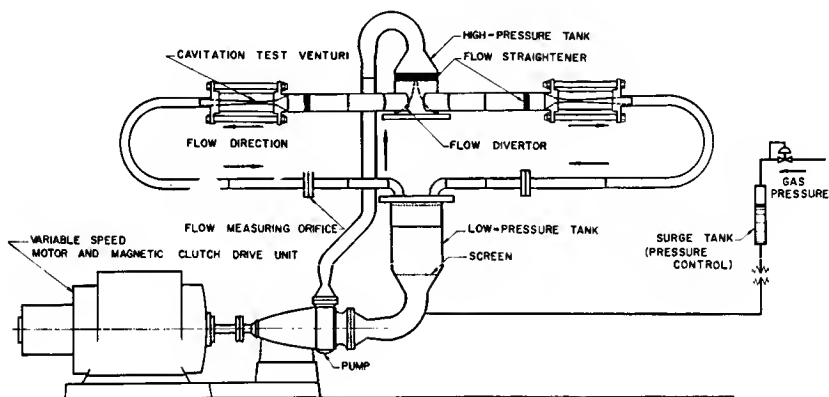 HIGH-PRESSURE TANK
CAVITATION TEST VENTURI
FLOW STRAIGHTENER
FLOW DIRECTION
FLOW DIVERTOR
GAS
PRESSURE
FLOW MEASURING ORIFICE
LOW-PRESSURE TANK
SURGE TANK
(PRESSURE
CONTROL)
VARIABLE SPEED
MOTOR AND MAGNETIC CLUTCH DRIVE UNIT
SCREEN
PUMP